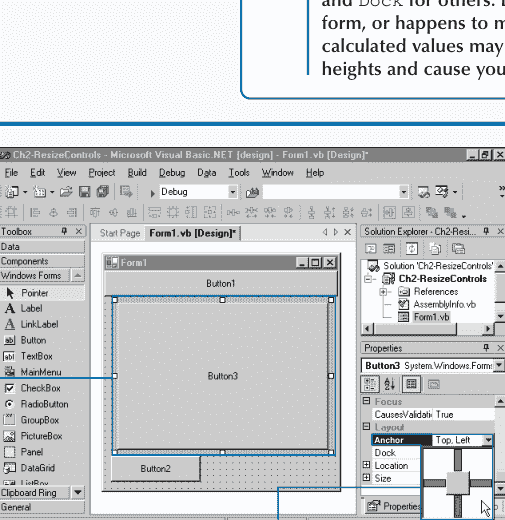 and Dock for others.
form, or happens to m
calculated values may
heights and cause you
Ch2-ResizeControls - Microsoft Visual Basic.NET [design] - Form1.vb [Design]*
File Edit View Project Build Debug Data Tools Window Help
Debug
Toolbox
Data
Components
Windows Forms
Pointer
Label
LinkLabel
Button
TextBox
MainMenu
CheckBox
RadioButton
GroupBox
PictureBox
Panel
DataGrid
ListBox
Clipboard Ring
General
Start Page Form1.vb [Design]*
Form1
Button1
Button3
Button2
Solution Explorer - Ch2-Resi...
Solution 'Ch2-ResizeControls'
Ch2-ResizeControls
References
AssemblyInfo.vb
Form1.vb
Properties
Button3 System.Windows.Forms
Focus
CausesValidati True
Layout
Anchor Top, Left
Dock
Location
Size
Properties